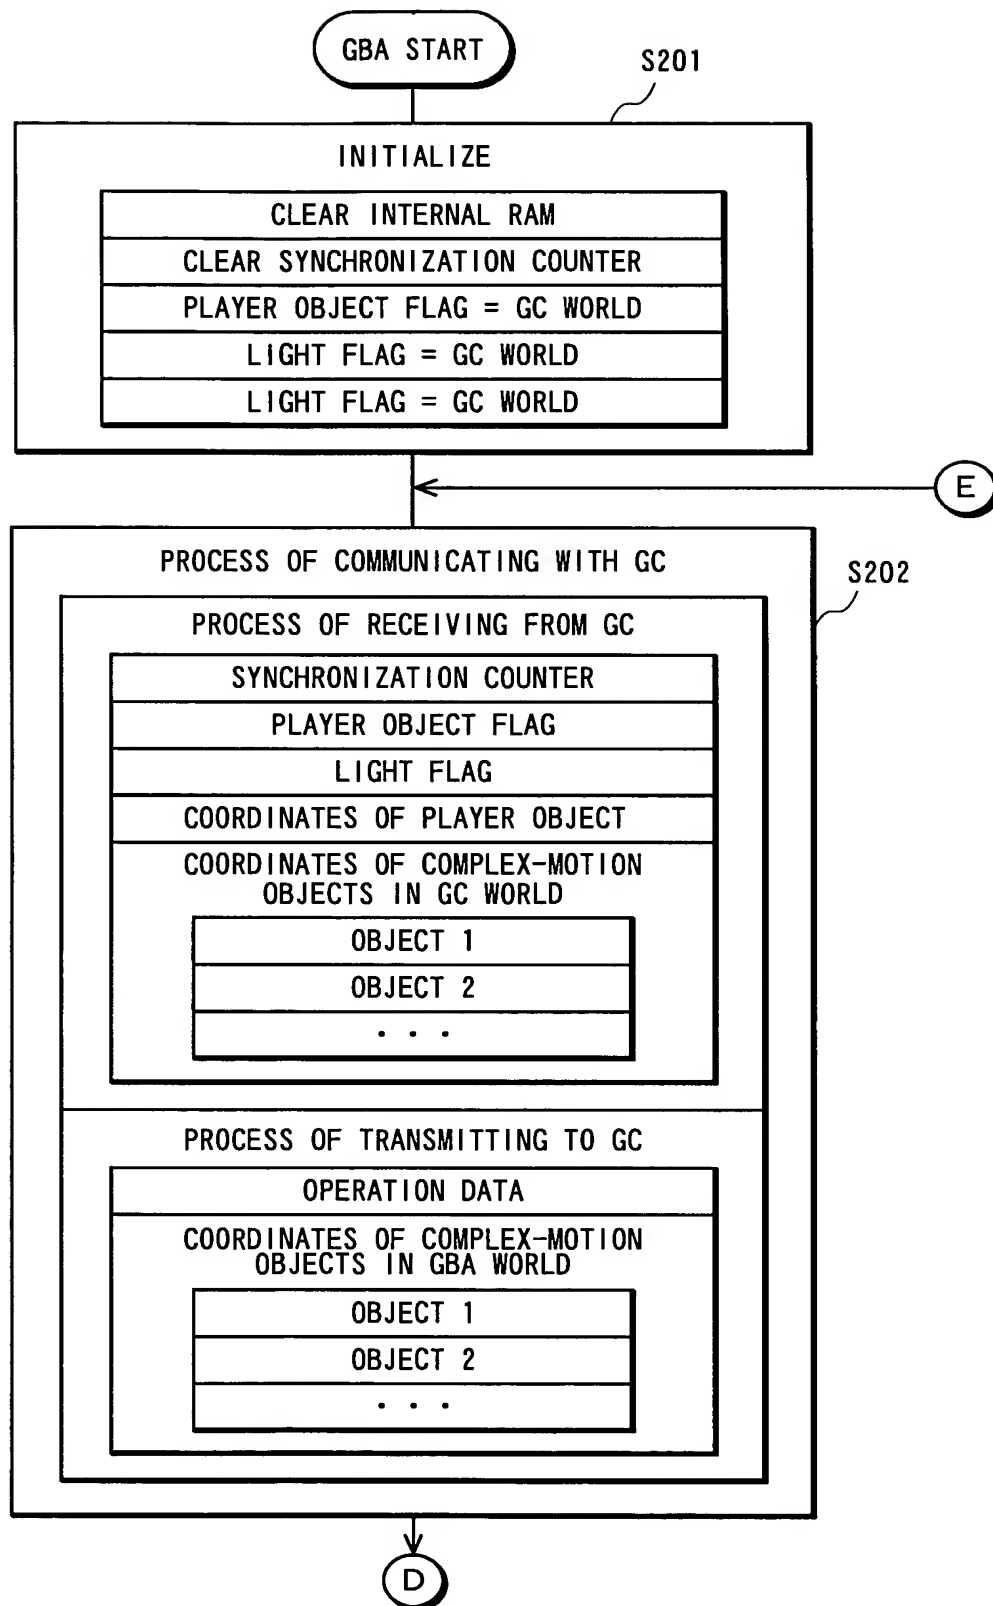 GBA START
S201
INITIALIZE
CLEAR INTERNAL RAM
CLEAR SYNCHRONIZATION COUNTER
PLAYER OBJECT FLAG = GC WORLD
LIGHT FLAG = GC WORLD
LIGHT FLAG = GC WORLD
E
PROCESS OF COMMUNICATING WITH GC
S202
PROCESS OF RECEIVING FROM GC
SYNCHRONIZATION COUNTER
PLAYER OBJECT FLAG
LIGHT FLAG
COORDINATES OF PLAYER OBJECT
COORDINATES OF COMPLEX-MOTION
OBJECTS IN GC WORLD
OBJECT 1
OBJECT 2
· · ·
PROCESS OF TRANSMITTING TO GC
OPERATION DATA
COORDINATES OF COMPLEX-MOTION
OBJECTS IN GBA WORLD
OBJECT 1
OBJECT 2
· · ·
D